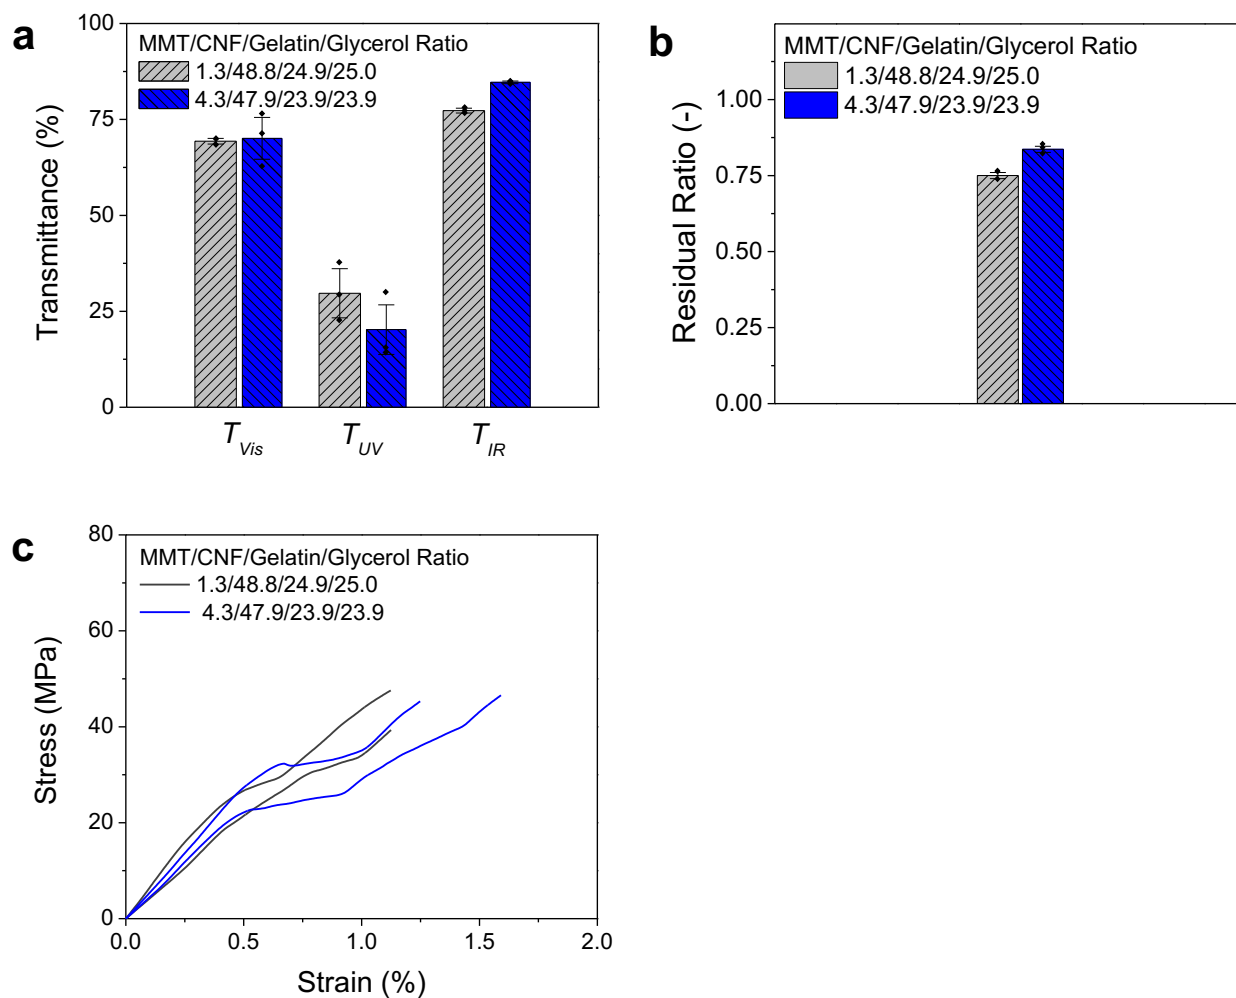 a
MMT/CNF/Gelatin/Glycerol Ratio
1.3/48.8/24.9/25.0
4.3/47.9/23.9/23.9
Transmittance (%)
100
75
50
25
0
T_Vis
T_UV
T_IR
b
MMT/CNF/Gelatin/Glycerol Ratio
1.3/48.8/24.9/25.0
4.3/47.9/23.9/23.9
Residual Ratio (-)
1.00
0.75
0.50
0.25
0.00
c
MMT/CNF/Gelatin/Glycerol Ratio
1.3/48.8/24.9/25.0
4.3/47.9/23.9/23.9
Stress (MPa)
80
60
40
20
0
0.0 0.5 1.0 1.5 2.0
Strain (%)